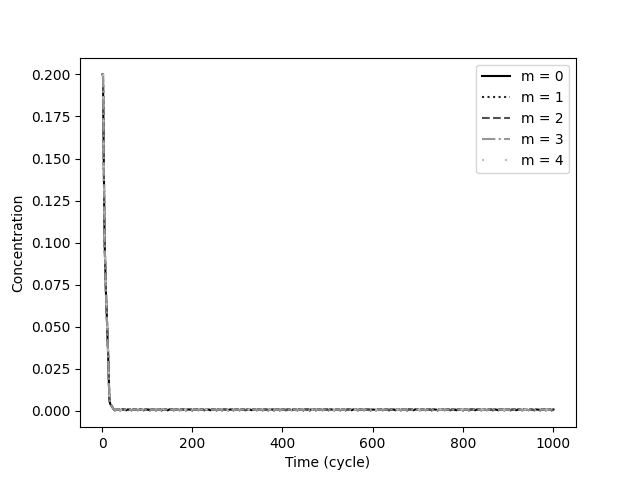 0.200
0.175
0.150
0.125
0.100
0.075
0.050
0.025
0.000
Concentration
0 200 400 600 800 1000
Time (cycle)
m = 0
m = 1
m = 2
m = 3
m = 4